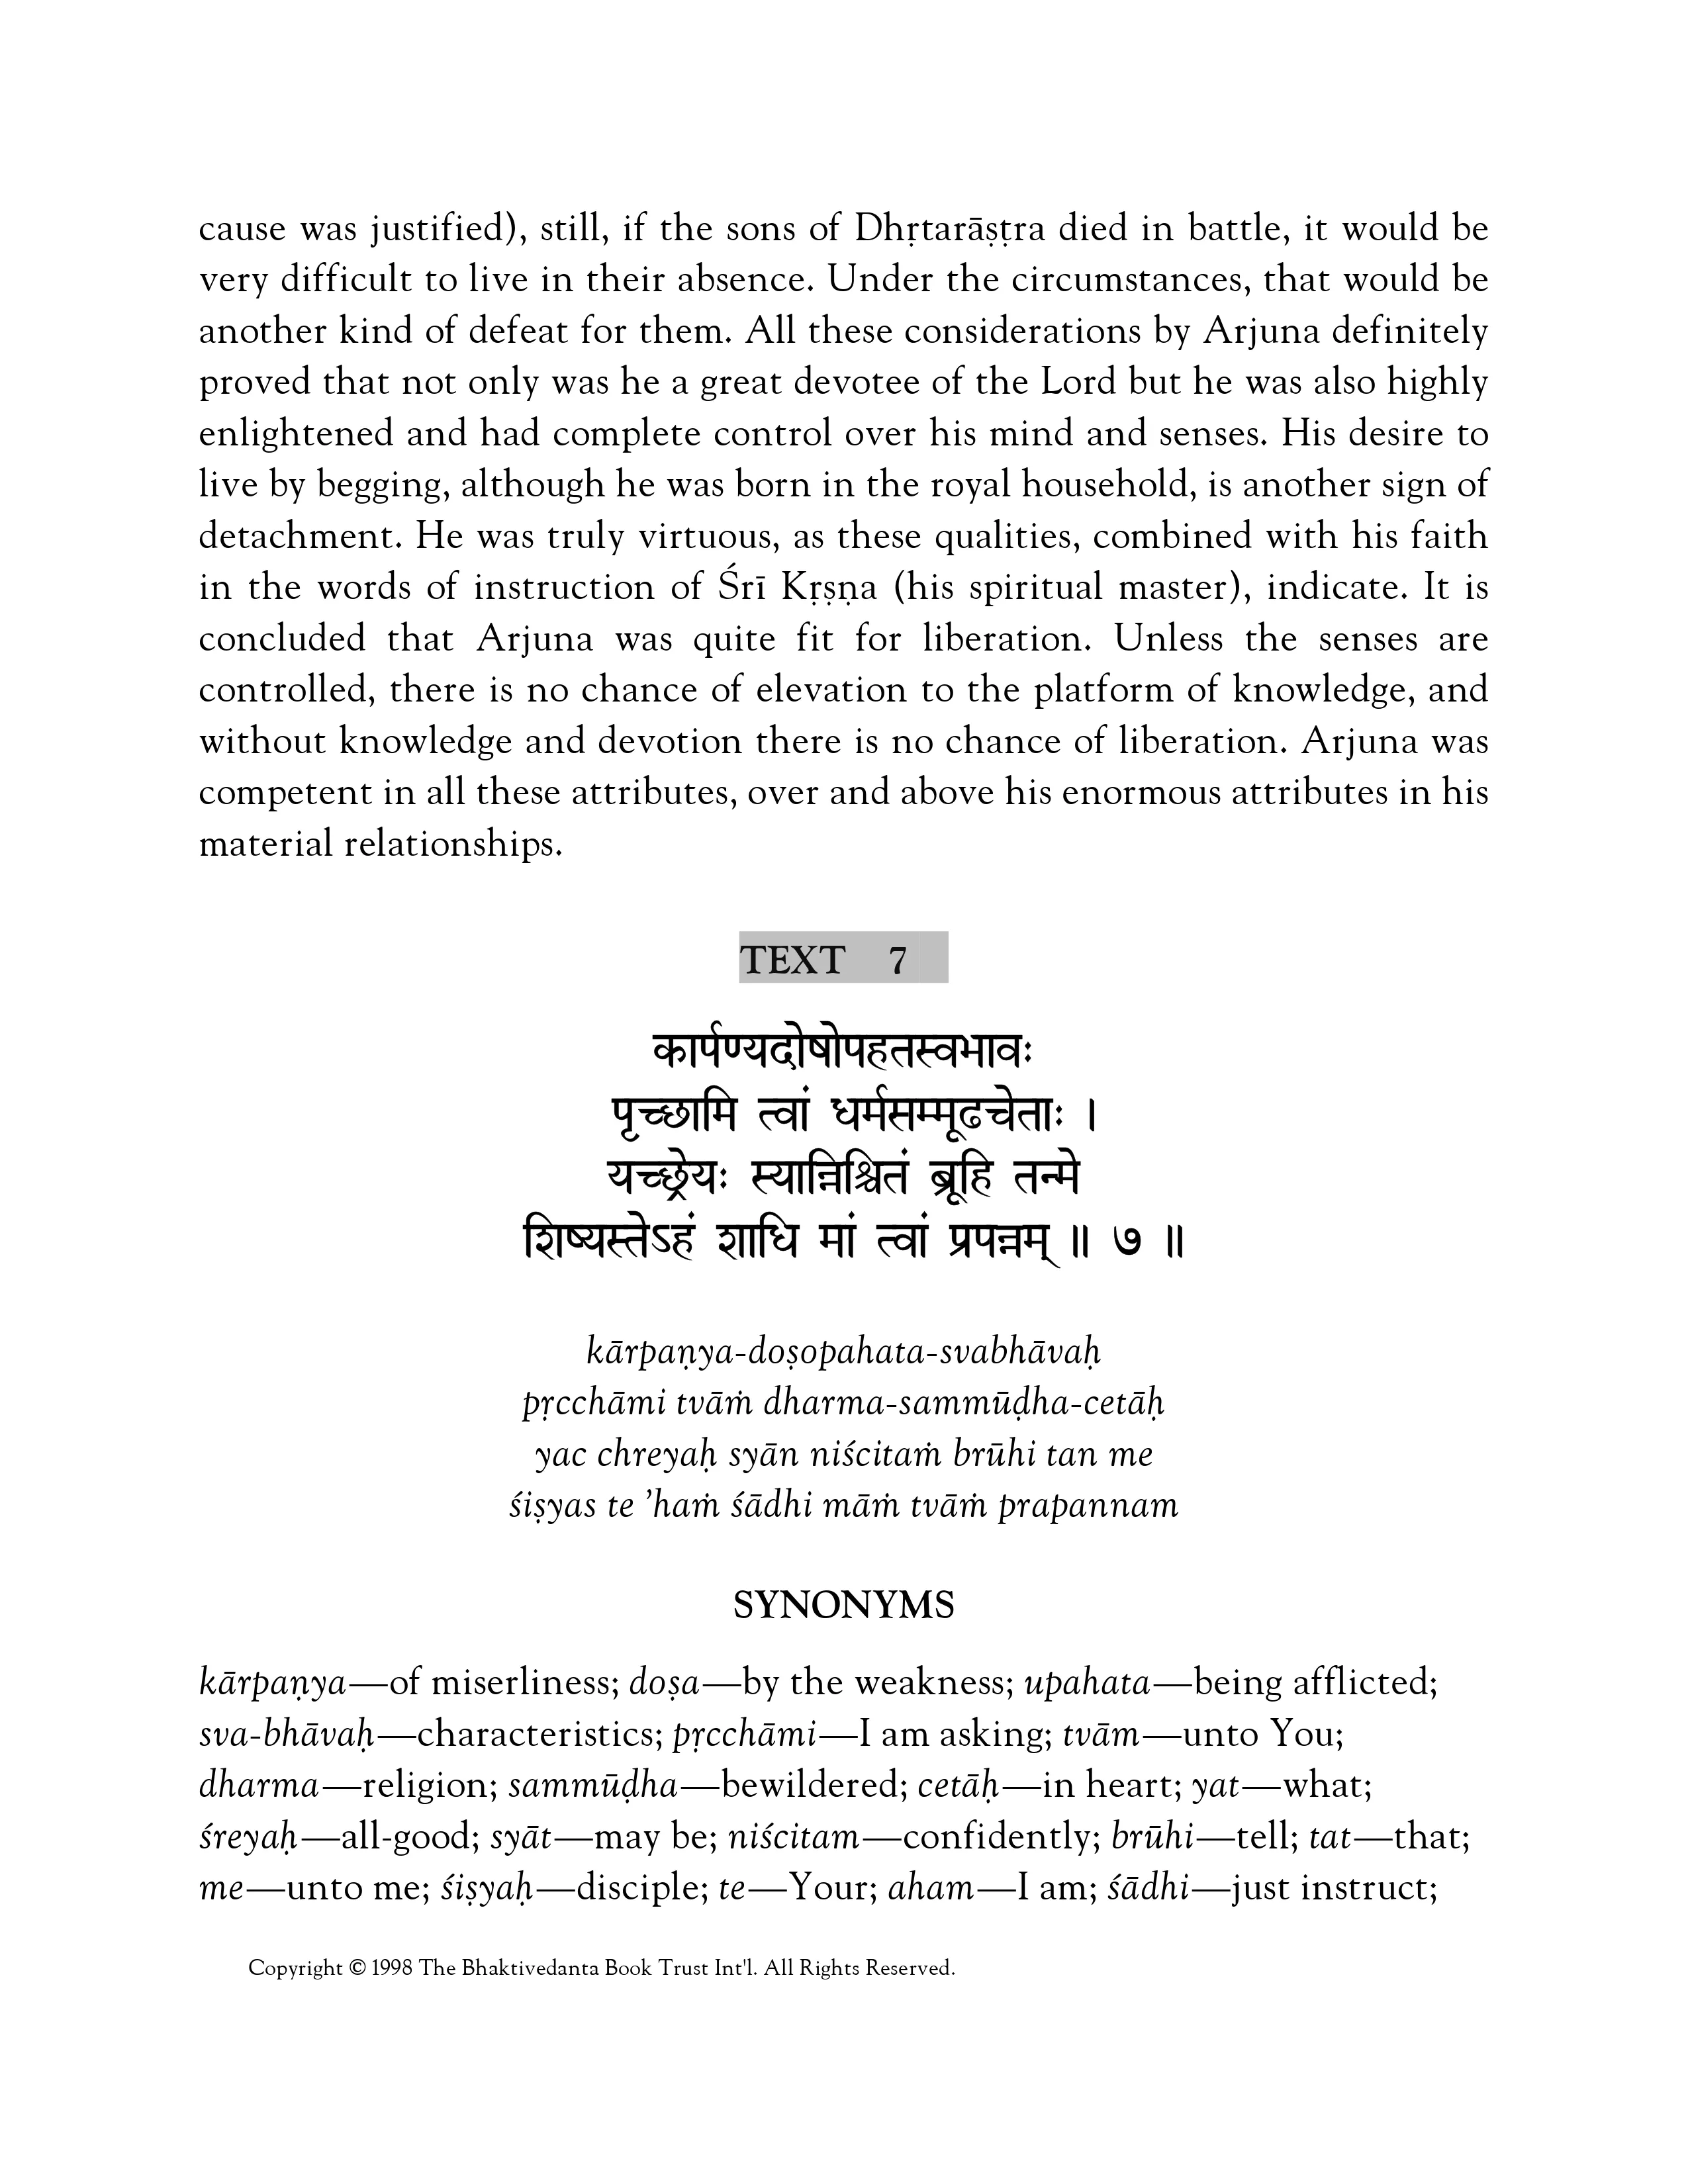 cause was justified), still, if the sons of Dhṛtarāṣṭra died in battle, it would be
very difficult to live in their absence. Under the circumstances, that would be
another kind of defeat for them. All these considerations by Arjuna definitely
proved that not only was he a great devotee of the Lord but he was also highly
enlightened and had complete control over his mind and senses. His desire to
live by begging, although he was born in the royal household, is another sign of
detachment. He was truly virtuous, as these qualities, combined with his faith
in the words of instruction of Śrī Kṛṣṇa (his spiritual master), indicate. It is
concluded that Arjuna was quite fit for liberation. Unless the senses are
controlled, there is no chance of elevation to the platform of knowledge, and
without knowledge and devotion there is no chance of liberation. Arjuna was
competent in all these attributes, over and above his enormous attributes in his
material relationships.
TEXT 7
कार्पण्यदोषोपहतस्वभावः
पृच्छामि त्वां धर्मसम्मूढचेताः ।
यच्छ्रेयः स्यान्निश्चितं ब्रूहि तन्मे
शिष्यस्तेऽहं शाधि मां त्वां प्रपन्नम् ॥ ७ ॥
kārpaṇya-doṣopahata-svabhāvaḥ
pṛcchāmi tvāṁ dharma-sammūḍha-cetāḥ
yac chreyaḥ syān niścitaṁ brūhi tan me
śiṣyas te ’haṁ śādhi māṁ tvāṁ prapannam
SYNONYMS
kārpaṇya—of miserliness; doṣa—by the weakness; upahata—being afflicted;
sva-bhāvaḥ—characteristics; pṛcchāmi—I am asking; tvām—unto You;
dharma—religion; sammūḍha—bewildered; cetāḥ—in heart; yat—what;
śreyaḥ—all-good; syāt—may be; niścitam—confidently; brūhi—tell; tat—that;
me—unto me; śiṣyaḥ—disciple; te—Your; aham—I am; śādhi—just instruct;
Copyright © 1998 The Bhaktivedanta Book Trust Int'l. All Rights Reserved.